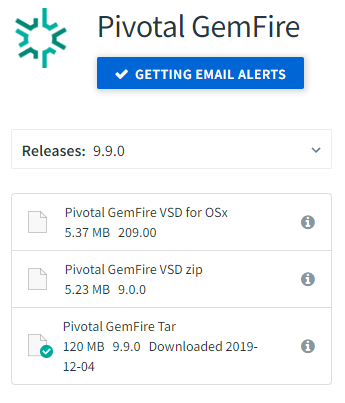 Pivotal GemFire
GETTING EMAIL ALERTS
Releases: 9.9.0
Pivotal GemFire VSD for OSx
5.37 MB 209.00
Pivotal GemFire VSD zip
5.23 MB 9.0.0
Pivotal GemFire Tar
120 MB 9.9.0 Downloaded 2019-
12-04